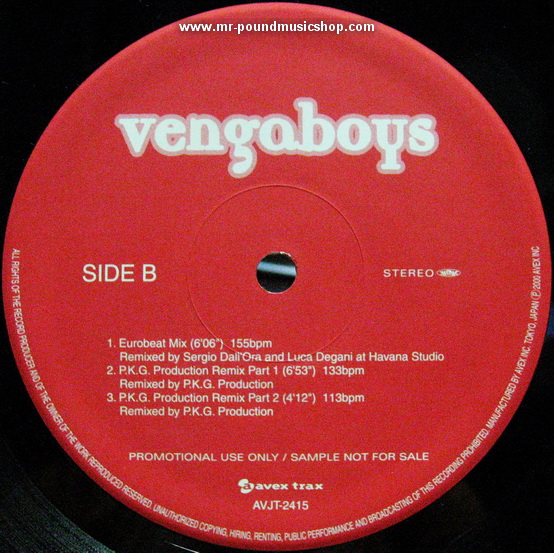 www.mr-poundmusicshop.com
vengaboys
SIDE B
STEREO
1. Eurobeat Mix (6'06") 155bpm
Remixed by Sergio Dall'Ora and Luca Degani at Havana Studio
2. P.K.G. Production Remix Part 1 (6'53") 133bpm
Remixed by P.K.G. Production
3. P.K.G. Production Remix Part 2 (4'12") 113bpm
Remixed by P.K.G. Production
PROMOTIONAL USE ONLY / SAMPLE NOT FOR SALE
avex trax
AVJT-2415
ALL RIGHTS OF THE RECORD PRODUCER AND OF THE OWNER OF THE WORK REPRODUCED RESERVED. UNAUTHORIZED COPYING, HIRING, RENTING, PUBLIC PERFORMANCE AND BROADCASTING OF THIS RECORDING PROHIBITED. MANUFACTURED BY AVEX INC. TOKYO, JAPAN Ⓟ 2000 AVEX INC